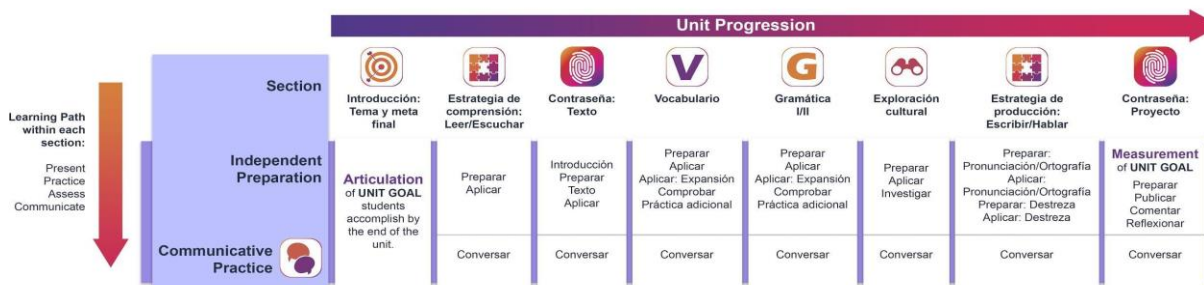 Unit Progression
Section
Introducción:
Tema y meta
final
Estrategia de
comprensión:
Leer/Escuchar
Contraseña:
Texto
V
Vocabulario
G
Gramática
I/II
Exploración
cultural
Estrategia de
producción:
Escribir/Hablar
Contraseña:
Proyecto
Learning Path
within each
section:
Present
Practice
Assess
Communicate
Independent
Preparation
Articulation
of UNIT GOAL
students
accomplish by
the end of the
unit.
Preparar
Aplicar
Introducción
Preparar
Texto
Aplicar
Preparar
Aplicar
Aplicar: Expansión
Comprobar
Práctica adicional
Preparar
Aplicar
Aplicar: Expansión
Comprobar
Práctica adicional
Preparar
Aplicar
Investigar
Preparar:
Pronunciación/Ortografía
Aplicar:
Pronunciación/Ortografía
Preparar: Destreza
Aplicar: Destreza
Measurement
of UNIT GOAL
Preparar
Publicar
Comentar
Reflexionar
Communicative
Practice
Conversar
Conversar
Conversar
Conversar
Conversar
Conversar
Conversar